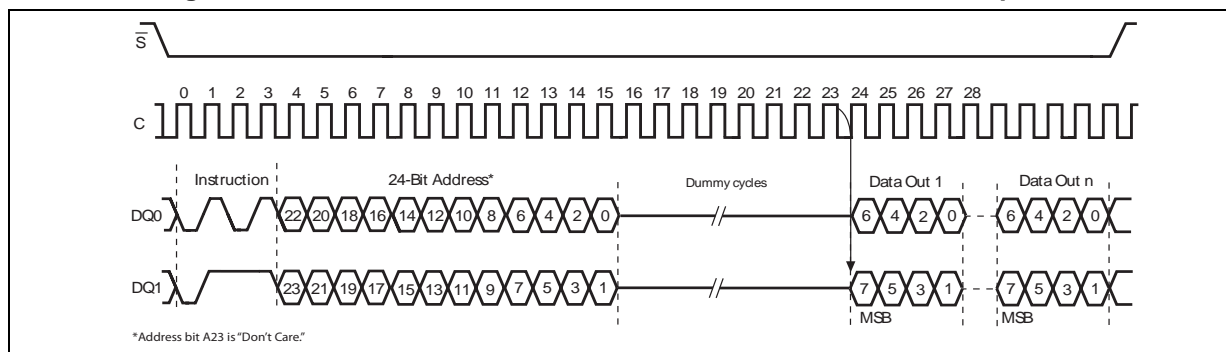 S
0 1 2 3 4 5 6 7 8 9 10 11 12 13 14 15 16 17 18 19 20 21 22 23 24 25 26 27 28
C
Instruction 24-Bit Address* Dummy cycles Data Out 1 Data Out n
DQ0 22 20 18 16 14 12 10 8 6 4 2 0 6 4 2 0 6 4 2 0
DQ1 23 21 19 17 15 13 11 9 7 5 3 1 7 5 3 1 7 5 3 1
MSB MSB
*Address bit A23 is "Don't Care."